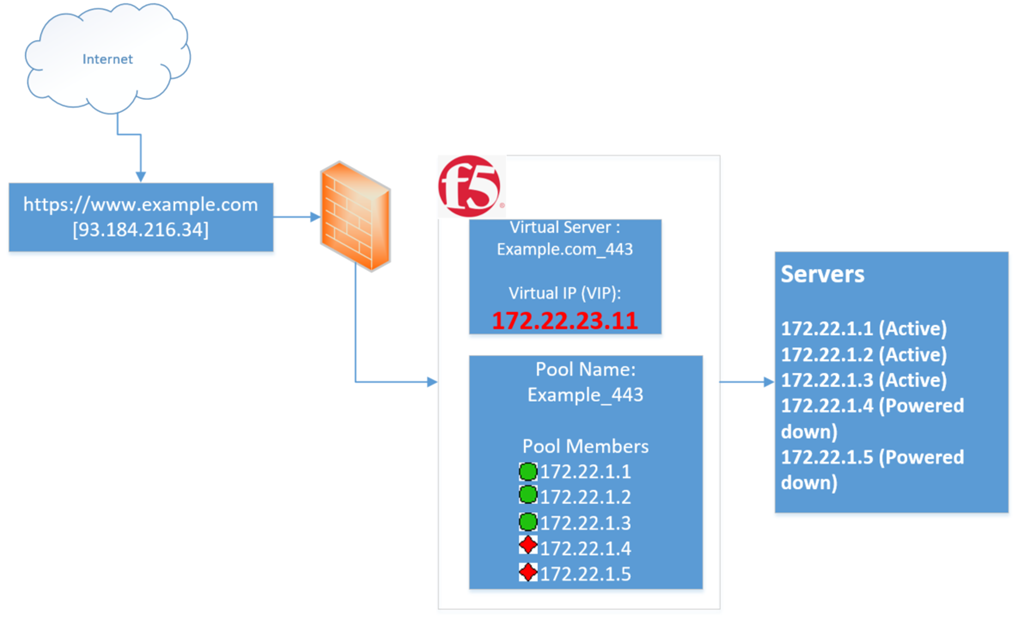 Internet
https://www.example.com
[93.184.216.34]
f5
®
Virtual Server :
Example.com_443
Virtual IP (VIP):
172.22.23.11
Pool Name:
Example_443
Pool Members
172.22.1.1
172.22.1.2
172.22.1.3
172.22.1.4
172.22.1.5
Servers
172.22.1.1 (Active)
172.22.1.2 (Active)
172.22.1.3 (Active)
172.22.1.4 (Powered
down)
172.22.1.5 (Powered
down)